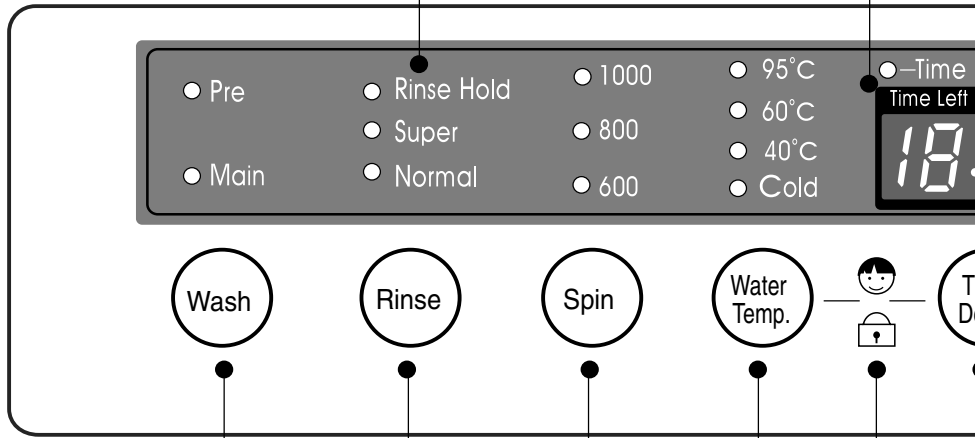 Pre
Main
Rinse Hold
Super
Normal
1000
800
600
95°C
60°C
40°C
Cold
Time
Time Left
18
Wash
Rinse
Spin
Water
Temp.